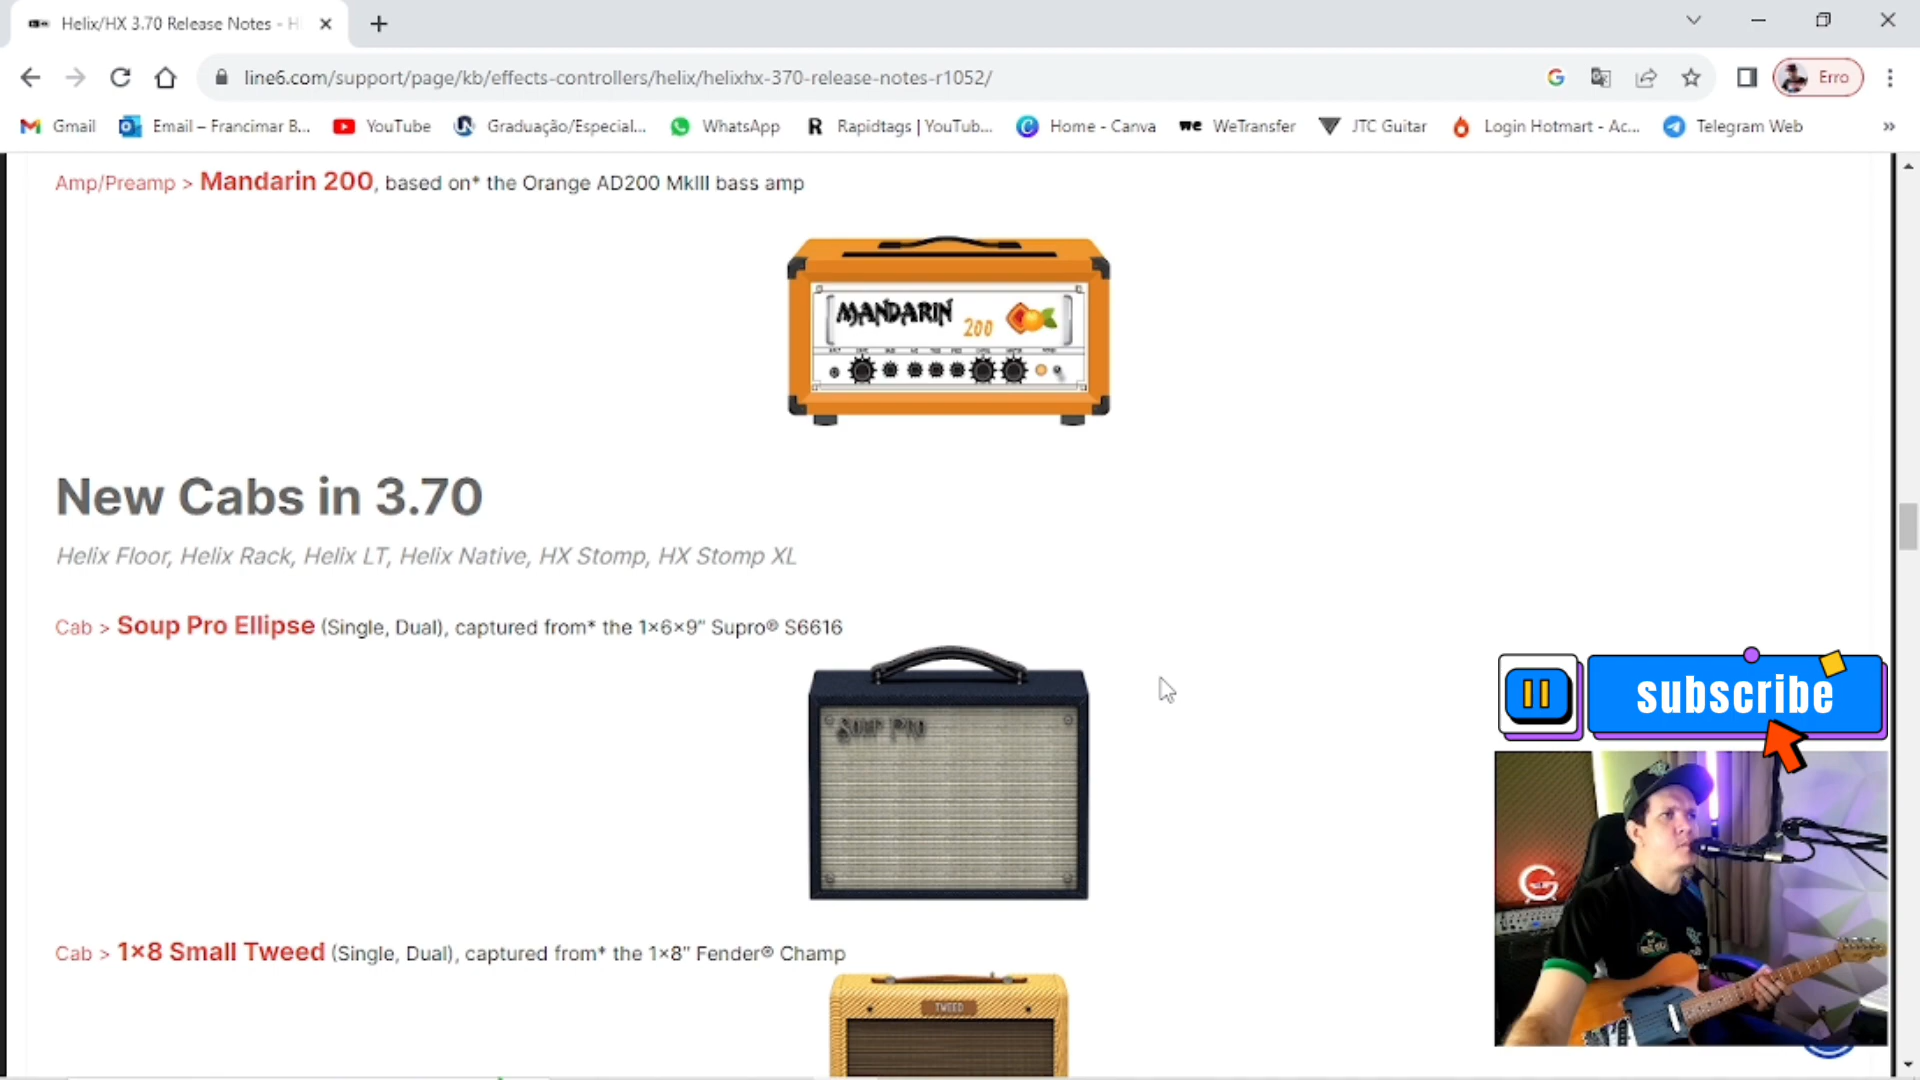 Helix/HX 3.70 Release Notes - H
line6.com/support/page/kb/effects-controllers/helix/helixhx-370-release-notes-r1052/
Erro
Gmail
Email – Francimar B...
YouTube
Graduação/Especial...
WhatsApp
Rapidtags | YouTub...
Home - Canva
WeTransfer
JTC Guitar
Login Hotmart - Ac...
Telegram Web
»
Amp/Preamp > Mandarin 200, based on* the Orange AD200 MkIII bass amp
MANDARIN 200
New Cabs in 3.70
Helix Floor, Helix Rack, Helix LT, Helix Native, HX Stomp, HX Stomp XL
Cab > Soup Pro Ellipse (Single, Dual), captured from* the 1×6×9" Supro® S6616
Soup Pro
subscribe
Cab > 1×8 Small Tweed (Single, Dual), captured from* the 1×8" Fender® Champ
TWEED